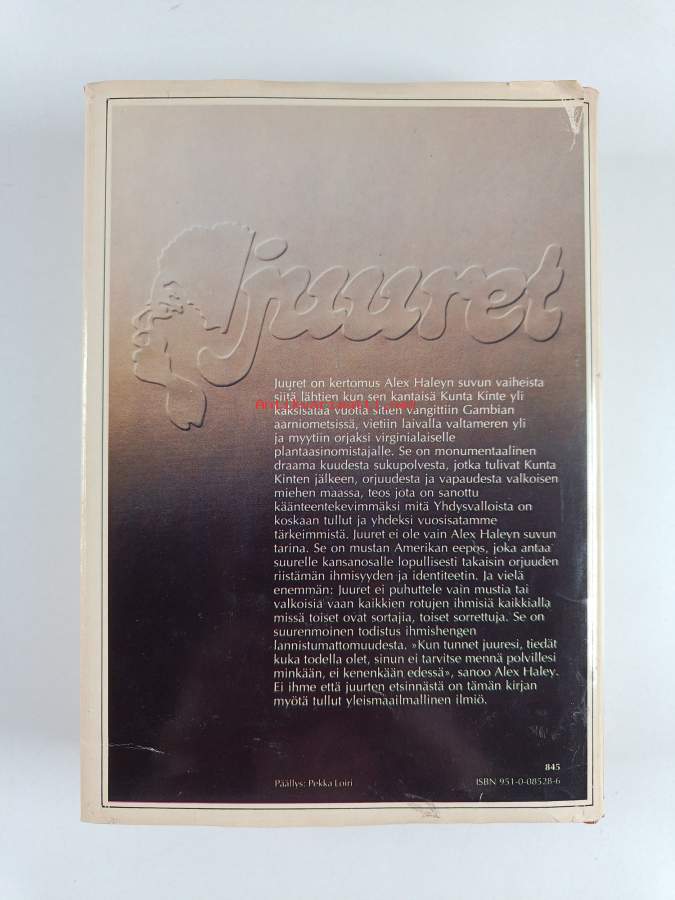 juuret
Juuret on kertomus Alex Haleyn suvun vaiheista
siitä lähtien kun sen kantaisä Kunta Kinte yli
kaksisataa vuotta sitten vangittiin Gambian
aarniometsissä, vietiin laivalla valtameren yli
ja myytiin orjaksi virginialaiselle
plantaasinomistajalle. Se on monumentaalinen
draama kuudesta sukupolvesta, jotka tulivat Kunta
Kinten jälkeen, orjuudesta ja vapaudesta valkoisen
miehen maassa, teos jota on sanottu
käänteentekevimmäksi mitä Yhdysvalloista on
koskaan tullut ja yhdeksi vuosisatamme
tärkeimmistä. Juuret ei ole vain Alex Haleyn suvun
tarina. Se on mustan Amerikan eepos, joka antaa
suurelle kansanosalle lopullisesti takaisin orjuuden
riistämän ihmisyyden ja identiteetin. Ja vielä
enemmän: Juuret ei puhuttele vain mustia tai
valkoisia vaan kaikkien rotujen ihmisiä kaikkialla
missä toiset ovat sortajia, toiset sorrettuja. Se on
suurenmoinen todistus ihmishengen
lannistumattomuudesta. »Kun tunnet juuresi, tiedät
kuka todella olet, sinun ei tarvitse mennä polvillesi
minkään, ei kenenkään edessä», sanoo Alex Haley.
Ei ihme että juurten etsinnästä on tämän kirjan
myötä tullut yleismaailmallinen ilmiö.
845
Päällys: Pekka Loiri ISBN 951-0-08528-6